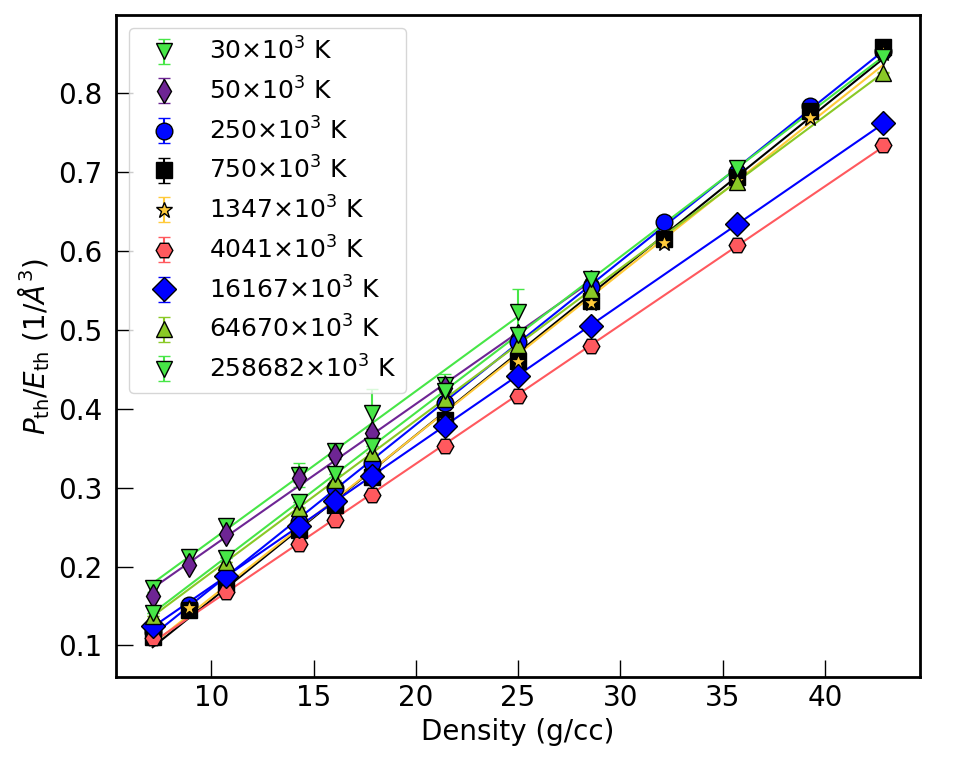 30×10³ K
50×10³ K
250×10³ K
750×10³ K
1347×10³ K
4041×10³ K
16167×10³ K
64670×10³ K
258682×10³ K
0.8
0.7
0.6
0.5
0.4
0.3
0.2
0.1
P_th/E_th (1/Å³)
10 15 20 25 30 35 40
Density (g/cc)